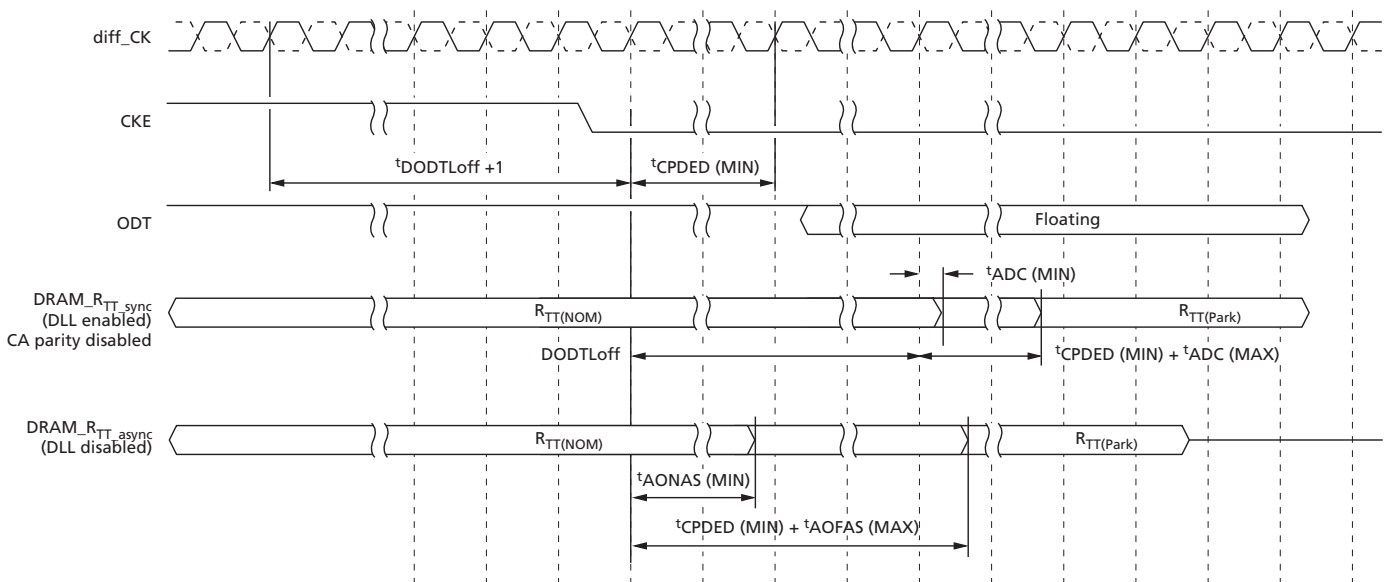 diff_CK
CKE
tDODTLoff +1
tCPDED (MIN)
ODT
Floating
tADC (MIN)
DRAM_RTT_sync
(DLL enabled)
CA parity disabled
RTT(NOM)
RTT(Park)
DODTLoff
tCPDED (MIN) + tADC (MAX)
DRAM_RTT_async
(DLL disabled)
RTT(NOM)
RTT(Park)
tAONAS (MIN)
tCPDED (MIN) + tAOFAS (MAX)